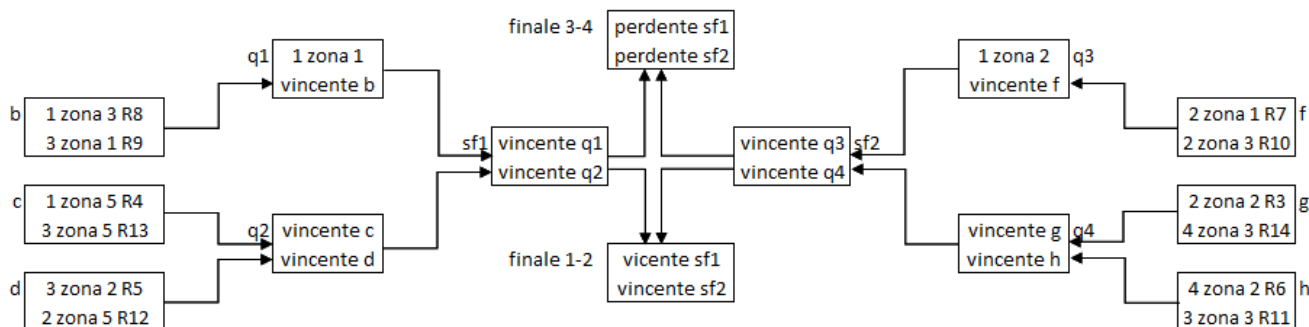 finale 3-4
perdente sf1
perdente sf2
q1
1 zona 1
vincente b
1 zona 2
vincente f
q3
b
1 zona 3 R8
3 zona 1 R9
2 zona 1 R7
2 zona 3 R10
f
sf1
vincente q1
vincente q2
vincente q3
vincente q4
sf2
c
1 zona 5 R4
3 zona 5 R13
2 zona 2 R3
4 zona 3 R14
g
q2
vincente c
vincente d
vincente g
vincente h
q4
finale 1-2
vicente sf1
vincente sf2
d
3 zona 2 R5
2 zona 5 R12
4 zona 2 R6
3 zona 3 R11
h